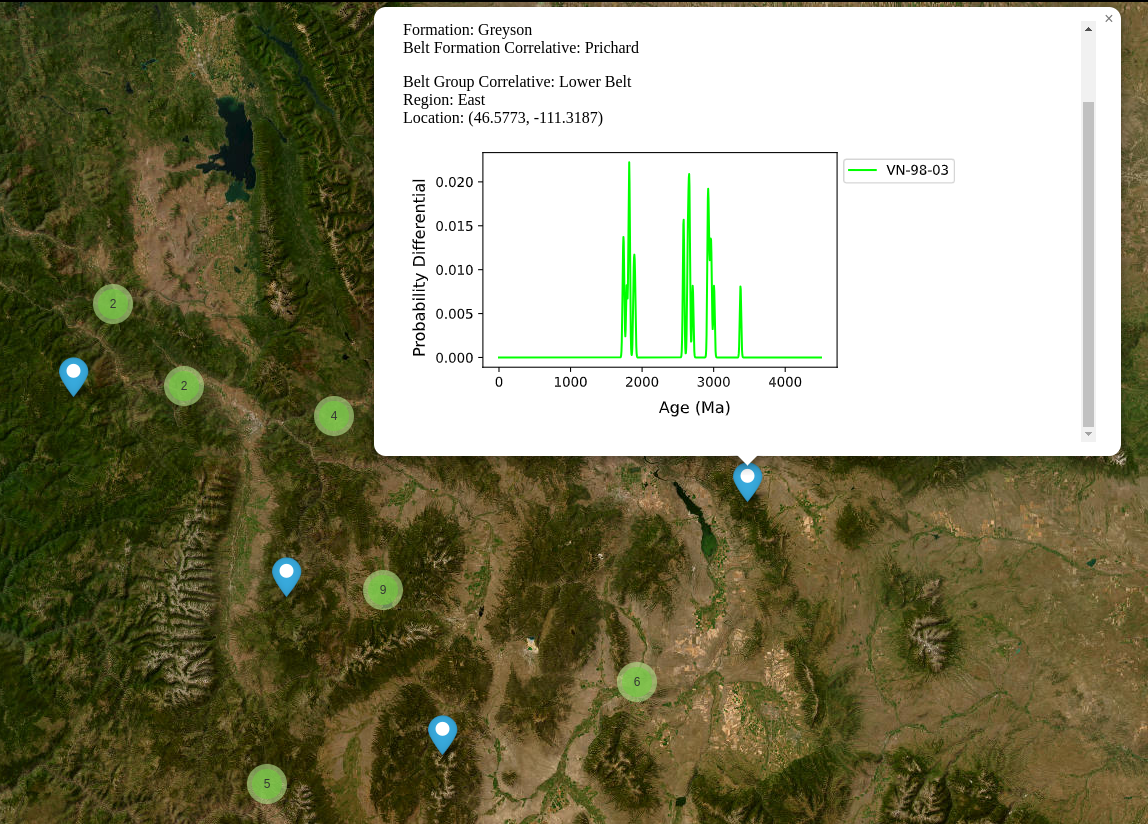 ×
Formation: Greyson
Belt Formation Correlative: Prichard
Belt Group Correlative: Lower Belt
Region: East
Location: (46.5773, -111.3187)
VN-98-03
Probability Differential
0.020
0.015
0.010
0.005
0.000
0 1000 2000 3000 4000
Age (Ma)
2
2
4
9
6
5